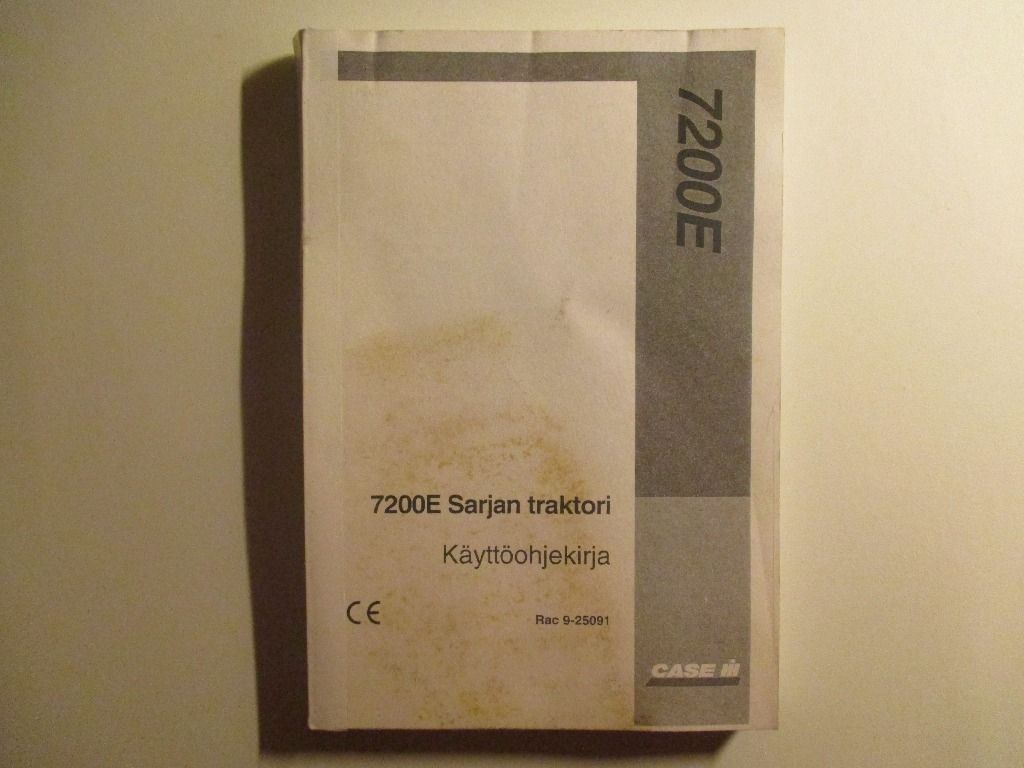 7200E
7200E Sarjan traktori
Käyttöohjekirja
CE
Rac 9-25091
CASE IH